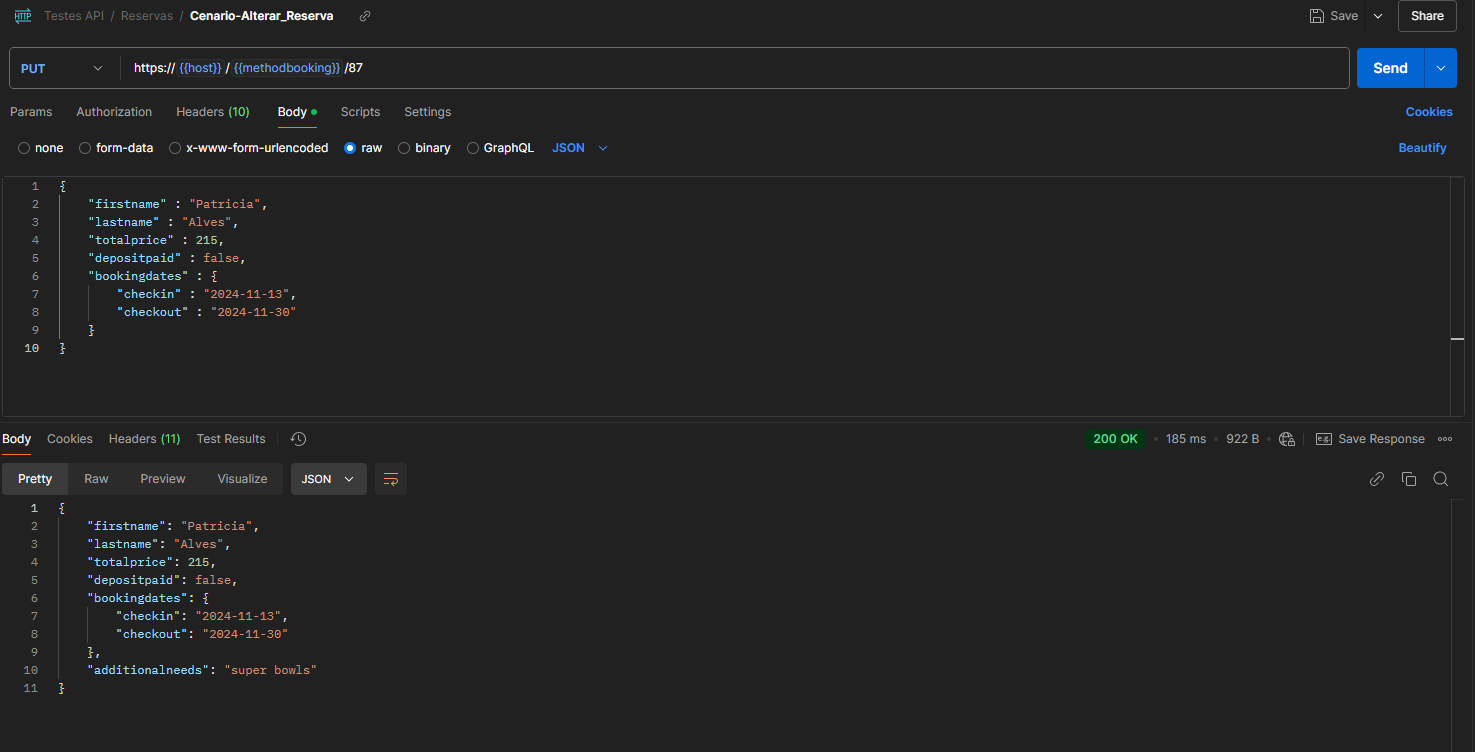 HTTP Testes API / Reservas / Cenario-Alterar_Reserva Save Share
PUT https:// {{host}} / {{methodbooking}} /87 Send
Params Authorization Headers (10) Body Scripts Settings Cookies
none form-data x-www-form-urlencoded raw binary GraphQL JSON Beautify
1 {
2 "firstname" : "Patricia",
3 "lastname" : "Alves",
4 "totalprice" : 215,
5 "depositpaid" : false,
6 "bookingdates" : {
7 "checkin" : "2024-11-13",
8 "checkout" : "2024-11-30"
9 }
10 }
Body Cookies Headers (11) Test Results 200 OK 185 ms 922 B e.g. Save Response
Pretty Raw Preview Visualize JSON
1 {
2 "firstname": "Patricia",
3 "lastname": "Alves",
4 "totalprice": 215,
5 "depositpaid": false,
6 "bookingdates": {
7 "checkin": "2024-11-13",
8 "checkout": "2024-11-30"
9 },
10 "additionalneeds": "super bowls"
11 }